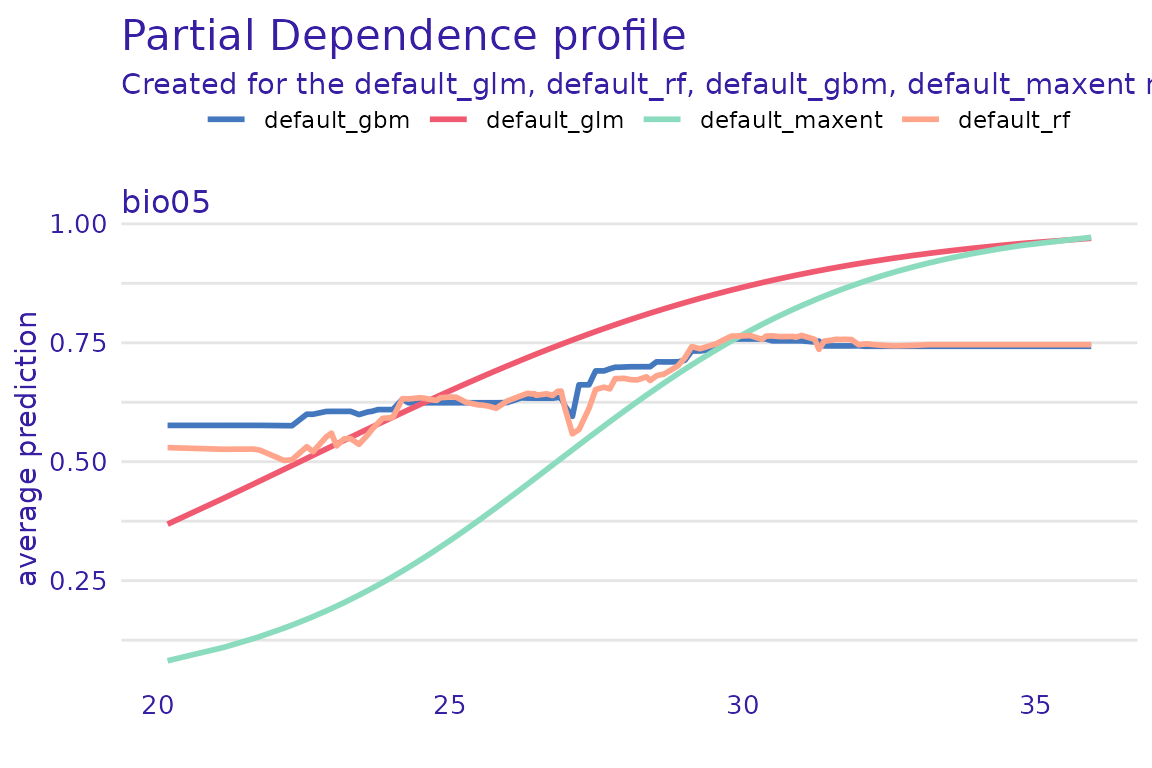 Partial Dependence profile
Created for the default_glm, default_rf, default_gbm, default_maxent
default_gbm default_glm default_maxent default_rf
bio05
1.00
0.75
0.50
0.25
average prediction
20 25 30 35